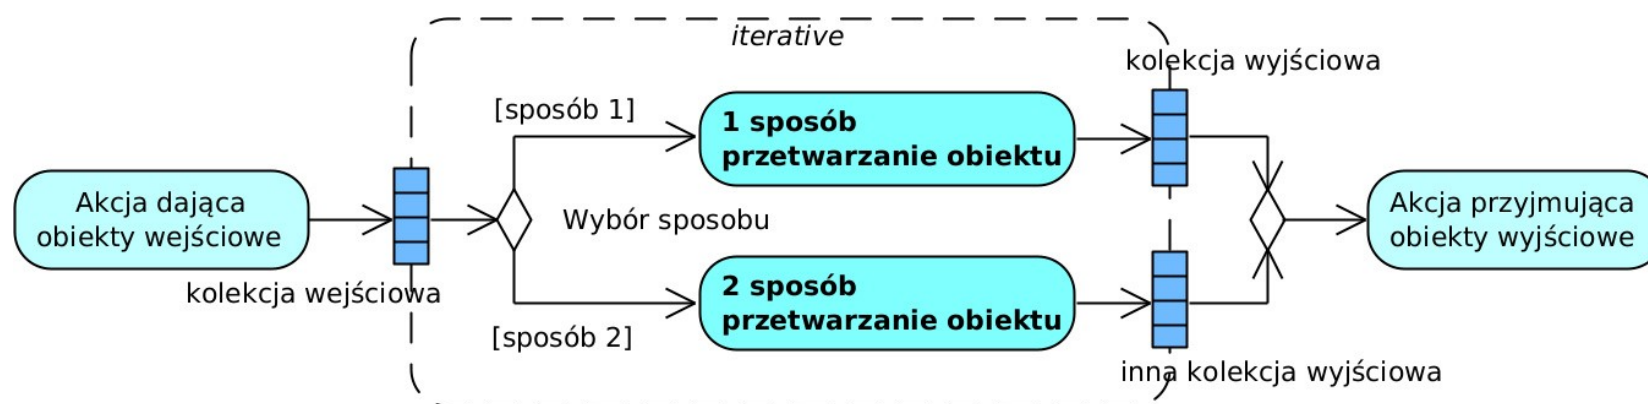 iterative
kolekcja wyjściowa
[sposób 1]
1 sposób
przetwarzanie obiektu
Akcja dająca
obiekty wejściowe
Wybór sposobu
Akcja przyjmująca
obiekty wyjściowe
kolekcja wejściowa
2 sposób
przetwarzanie obiektu
[sposób 2]
inna kolekcja wyjściowa